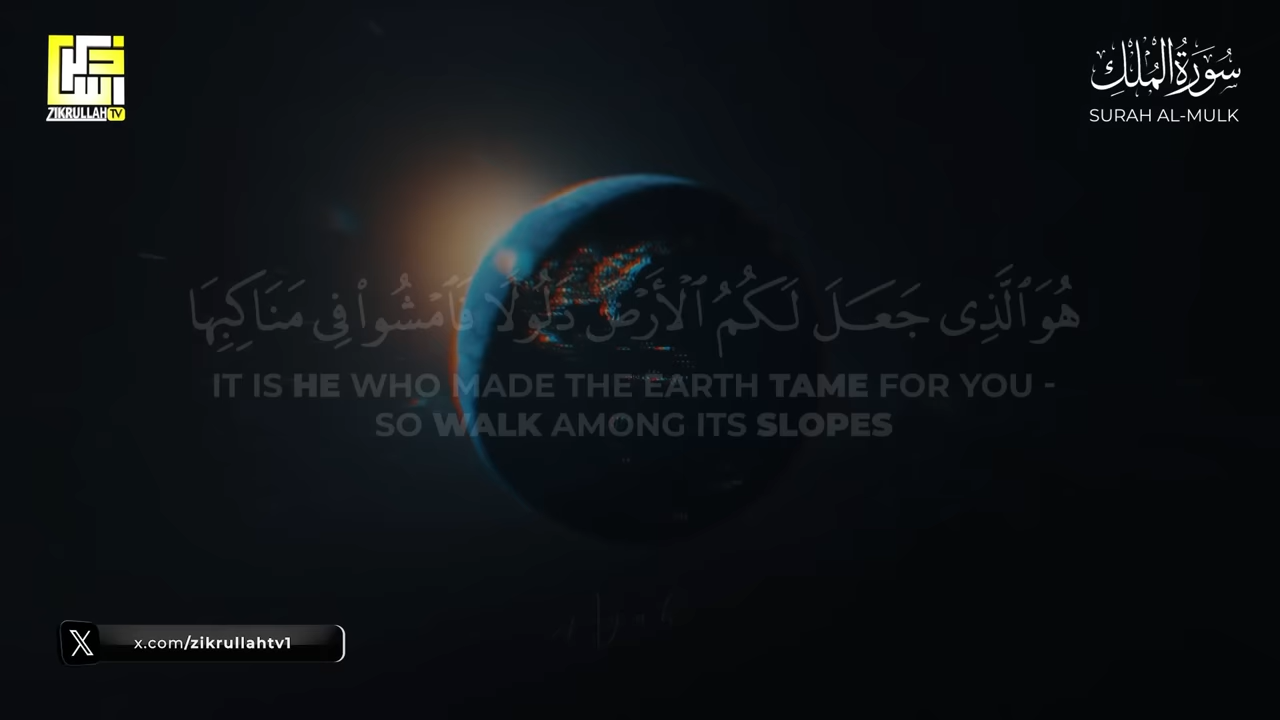 ZIKRULLAH TV
سُورَةُ الْمُلْكِ
SURAH AL-MULK
هُوَ ٱلَّذِى جَعَلَ لَكُمُ ٱلْأَرْضَ ذَلُولًا فَٱمْشُوا۟ فِى مَنَاكِبِهَا
IT IS HE WHO MADE THE EARTH TAME FOR YOU -
SO WALK AMONG ITS SLOPES
x.com/zikrullahtv1